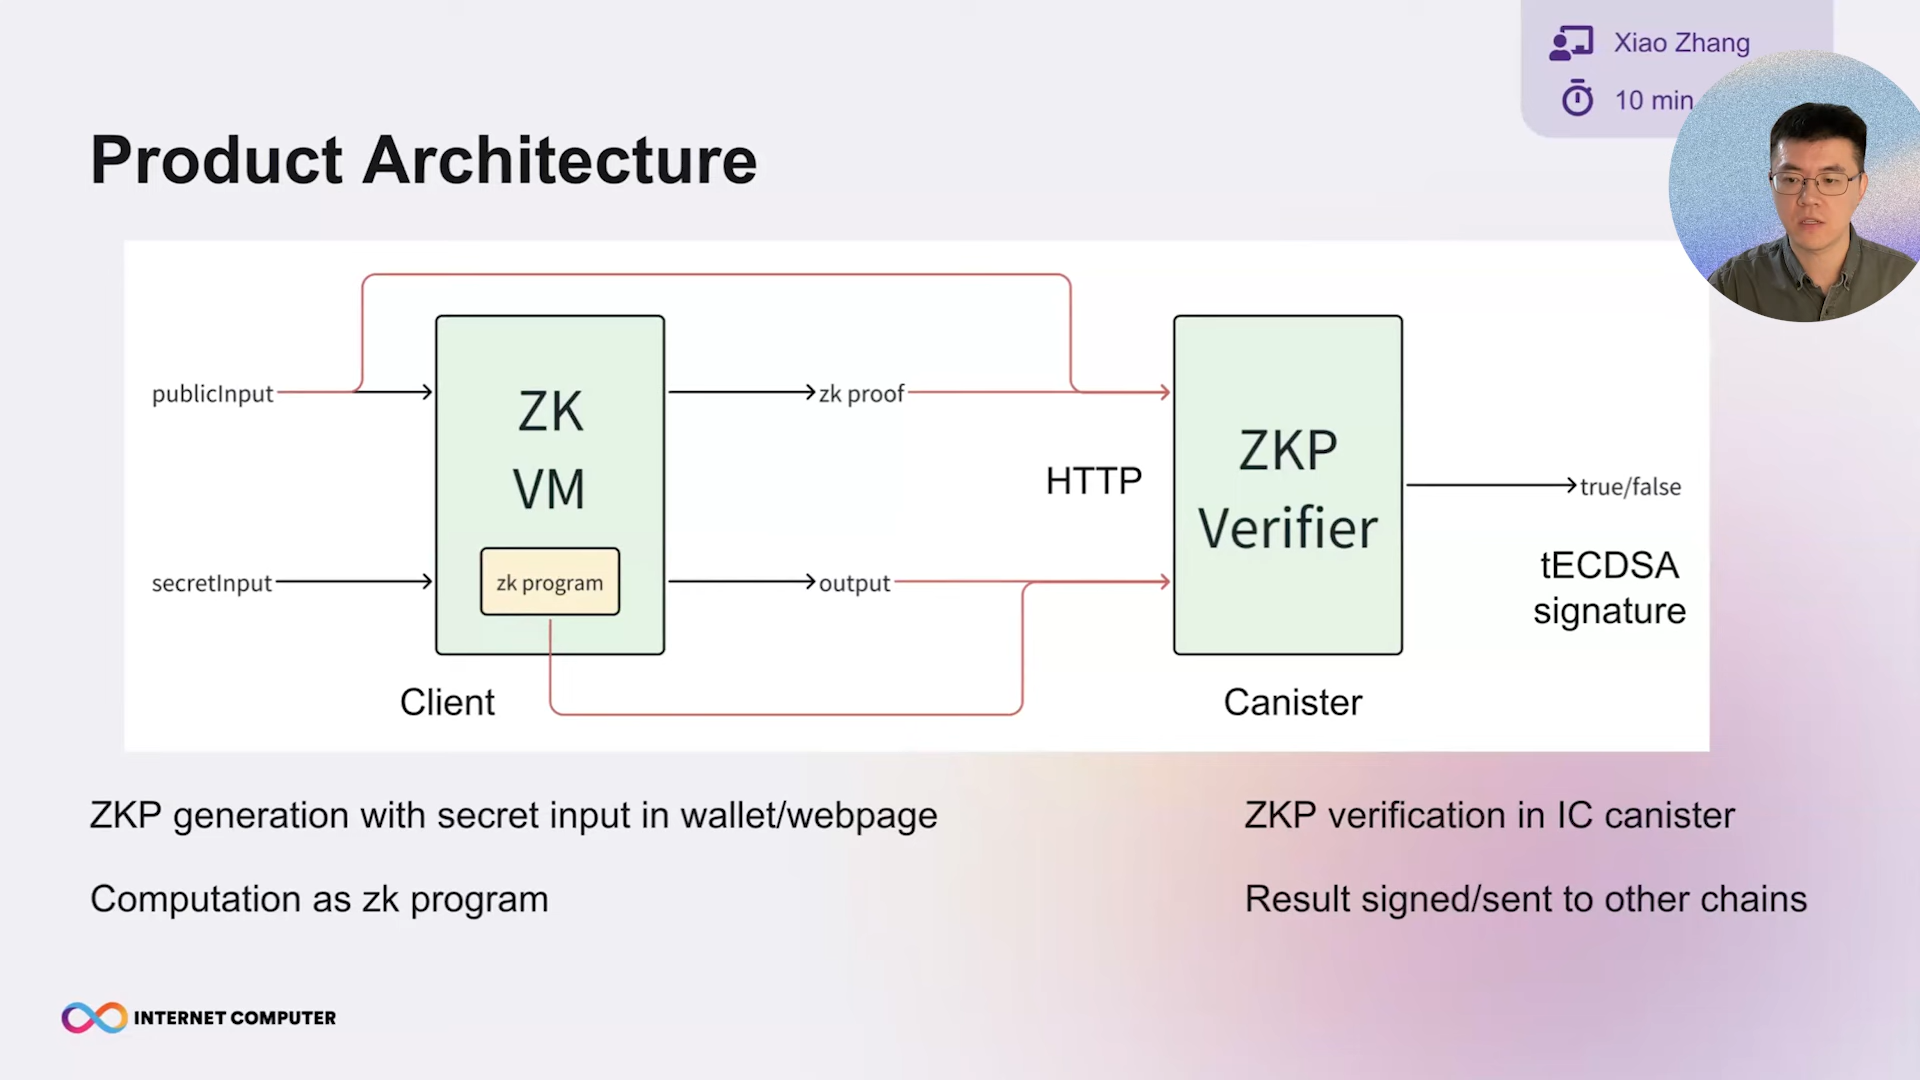 Xiao Zhang
10 min
Product Architecture
publicInput
ZK
VM
zk program
secretInput
zk proof
output
HTTP
ZKP
Verifier
true/false
tECDSA
signature
Client
Canister
ZKP generation with secret input in wallet/webpage
Computation as zk program
ZKP verification in IC canister
Result signed/sent to other chains
INTERNET COMPUTER